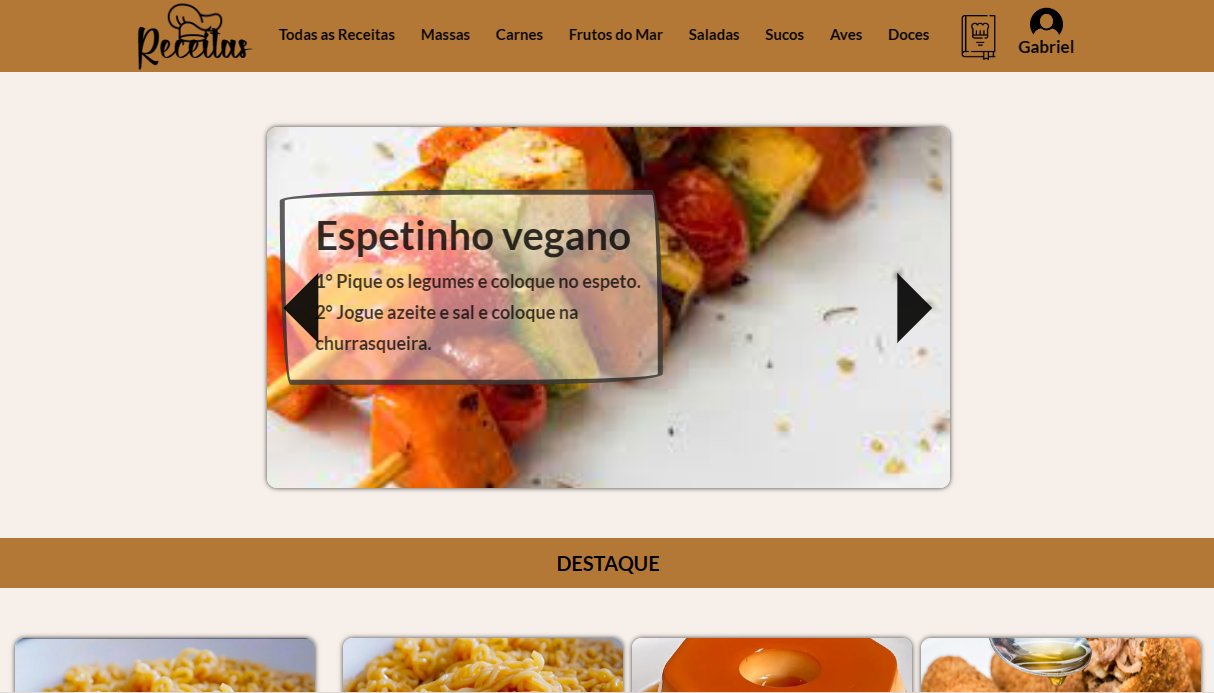 Receitas
Todas as Receitas Massas Carnes Frutos do Mar Saladas Sucos Aves Doces
Gabriel
Espetinho vegano
1° Pique os legumes e coloque no espeto.
2° Jogue azeite e sal e coloque na
churrasqueira.
DESTAQUE